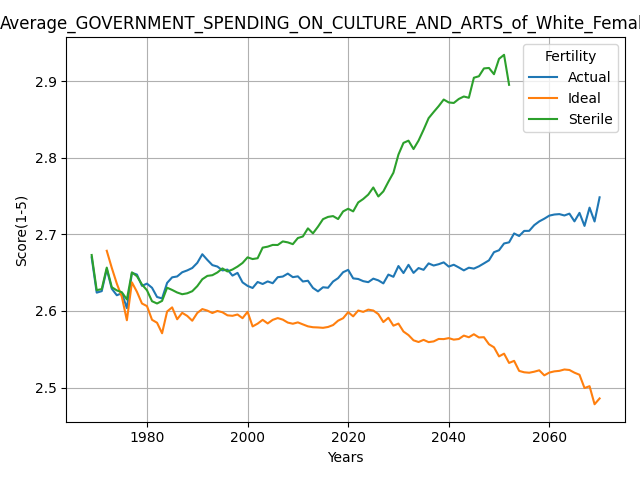 Average_GOVERNMENT_SPENDING_ON_CULTURE_AND_ARTS_of_White_Femal
Fertility
Actual
Ideal
Sterile
2.9
2.8
2.7
2.6
2.5
Score(1-5)
1980 2000 2020 2040 2060
Years